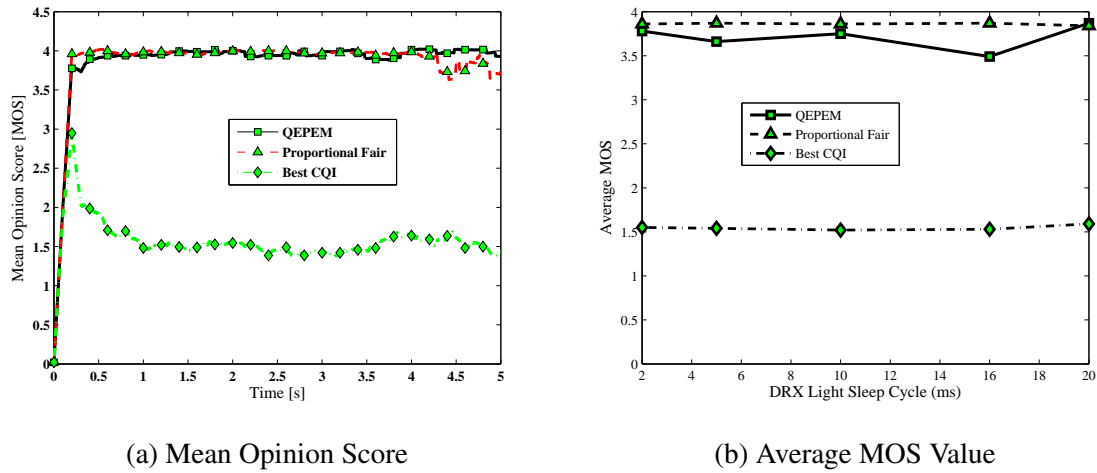 4.5
4
3.5
3
2.5
2
1.5
1
0.5
0
Mean Opinion Score [MOS]
QEPEM
Proportional Fair
Best CQI
0 0.5 1 1.5 2 2.5 3 3.5 4 4.5 5
Time [s]
(a) Mean Opinion Score
4
3.5
3
2.5
2
1.5
1
0.5
0
Average MOS
QEPEM
Proportional Fair
Best CQI
2 4 6 8 10 12 14 16 18 20
DRX Light Sleep Cycle (ms)
(b) Average MOS Value